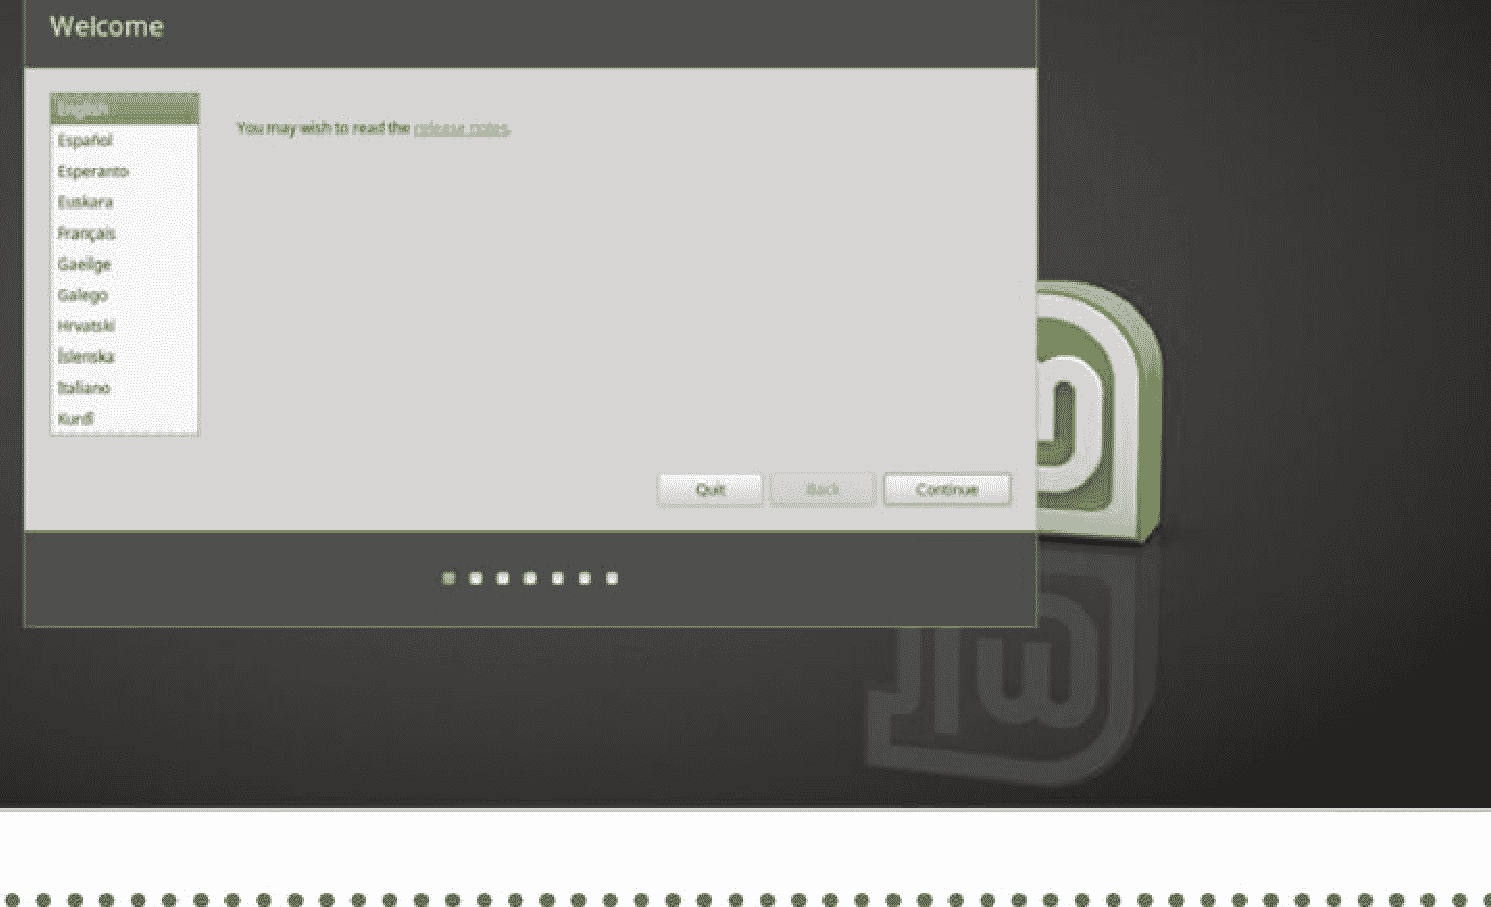 Welcome
English
Español
Esperanto
Euskara
Français
Gaeilge
Galego
Hrvatski
Íslenska
Italiano
Kurdî
You may wish to read the release notes.
Quit
Back
Continue